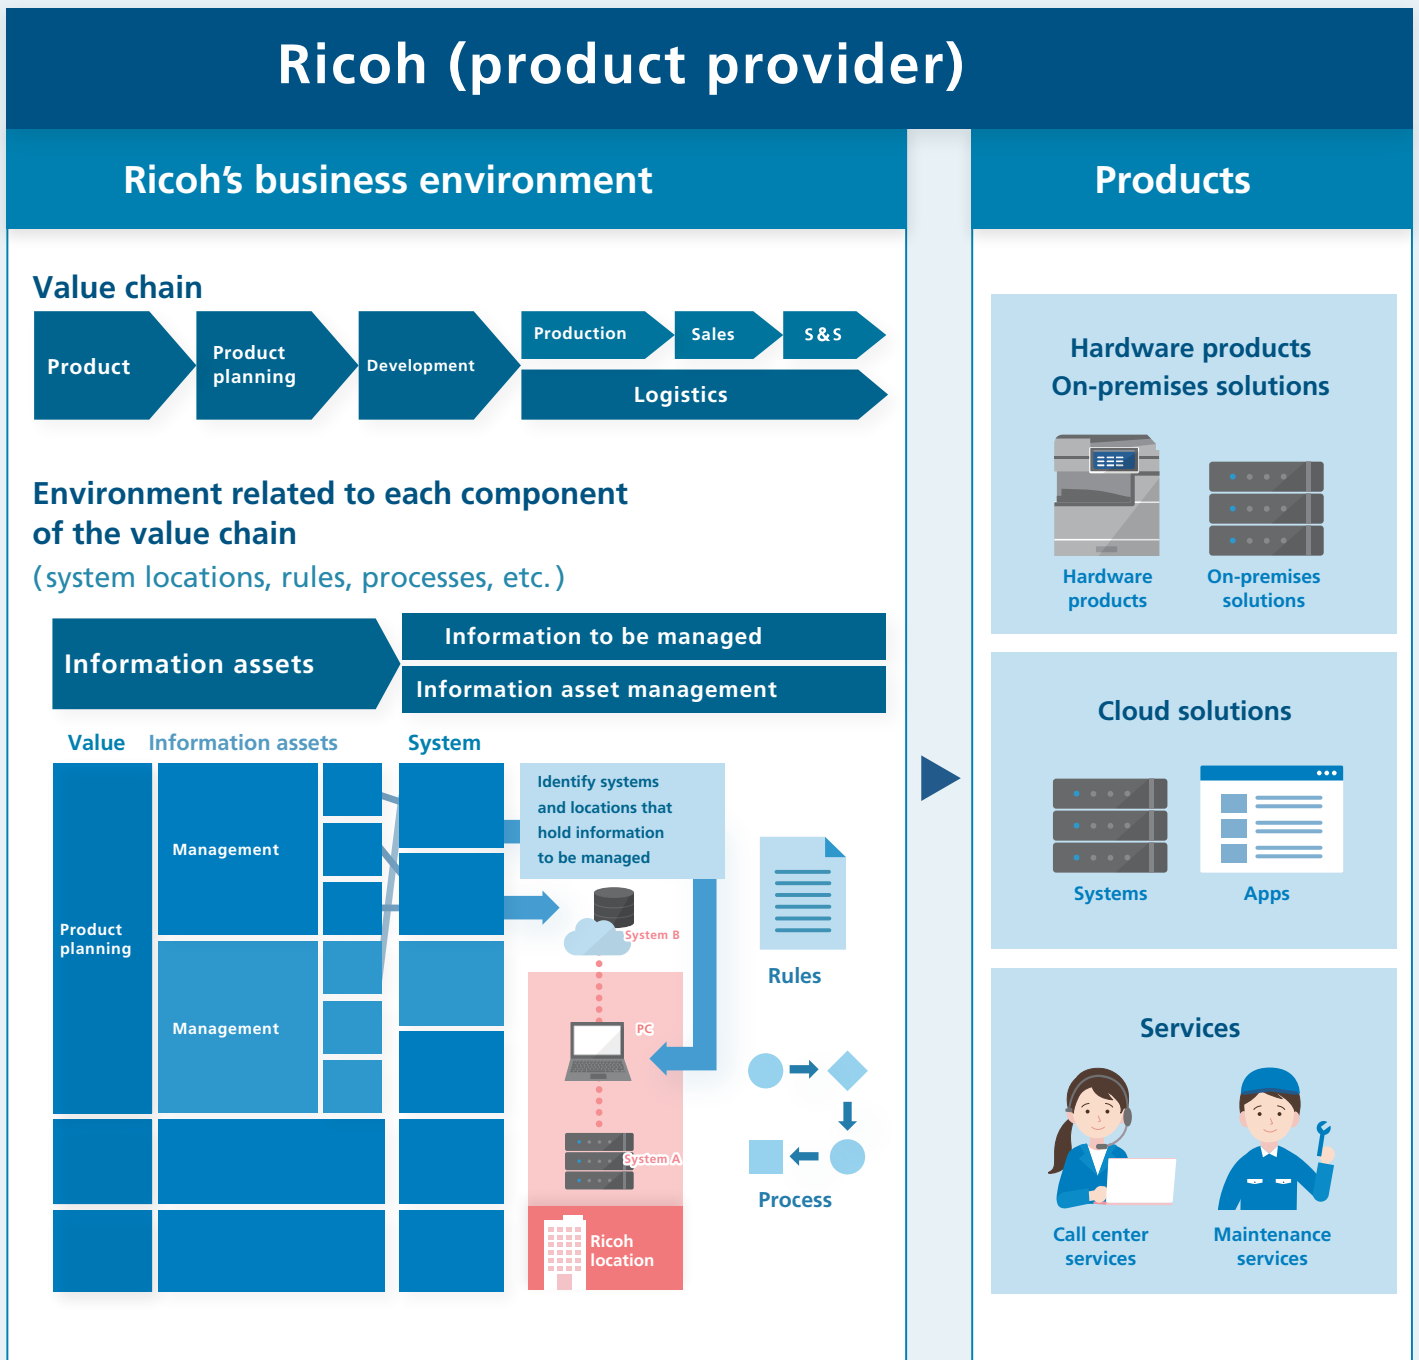 Ricoh (product provider)
Ricoh's business environment
Value chain
Product
Product
planning
Development
Production
Sales
S&S
Logistics
Environment related to each component
of the value chain
(system locations, rules, processes, etc.)
Information assets
Information to be managed
Information asset management
Value
Information assets
System
Product
planning
Management
Management
Identify systems
and locations that
hold information
to be managed
System B
PC
System A
Ricoh
location
Rules
Process
Products
Hardware products
On-premises solutions
Hardware
products
On-premises
solutions
Cloud solutions
Systems
Apps
Services
Call center
services
Maintenance
services